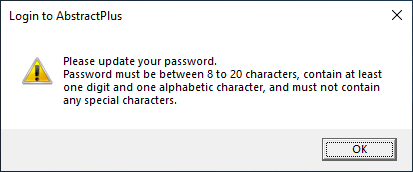 Login to AbstractPlus
Please update your password.
Password must be between 8 to 20 characters, contain at least
one digit and one alphabetic character, and must not contain
any special characters.
OK